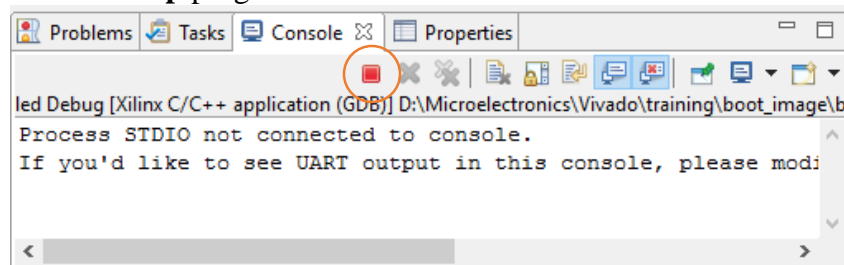 Problems Tasks Console Properties
led Debug [Xilinx C/C++ application (GDB)] D:\Microelectronics\Vivado\training\boot_image\b
Process STDIO not connected to console.
If you'd like to see UART output in this console, please modi